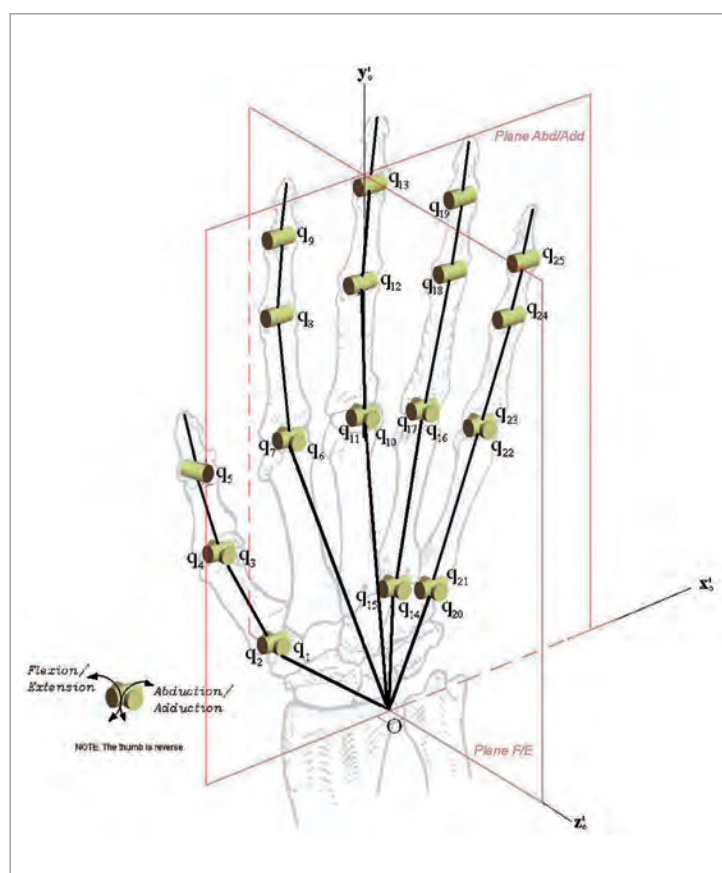 y'₀
Plane Abd/Add
q₁₃
q₁₉
q₉
q₂₅
q₁₂
q₁₈
q₈
q₂₄
q₂₃
q₁₁ q₁₀
q₁₇ q₁₆
q₇ q₆
q₂₂
q₅
q₄ q₃
x'₀
q₂₁
q₁₅ q₁₄ q₂₀
q₂ q₁
Flexion/
Extension
Abduction/
Adduction
O
NOTE: The thumb is reverse
Plane F/E
z'₀